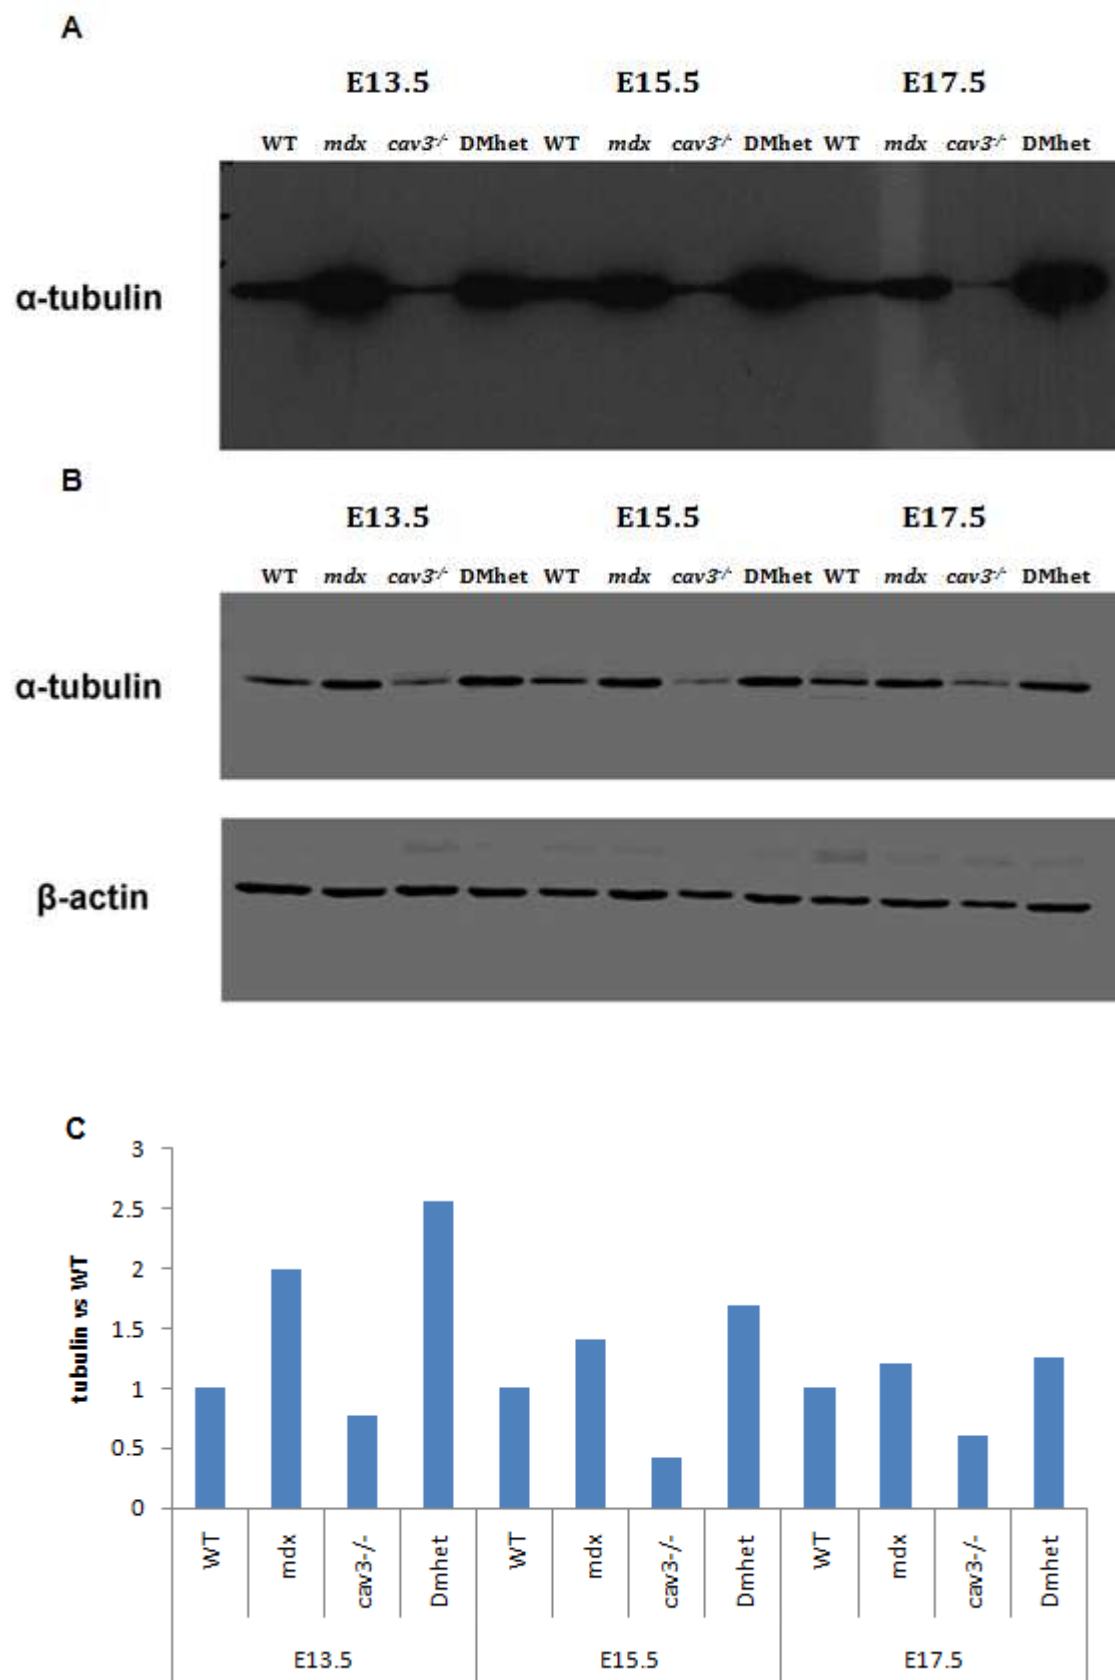 A
E13.5 E15.5 E17.5
WT mdx cav3-/- DMhet WT mdx cav3-/- DMhet WT mdx cav3-/- DMhet
α-tubulin
B
E13.5 E15.5 E17.5
WT mdx cav3-/- DMhet WT mdx cav3-/- DMhet WT mdx cav3-/- DMhet
α-tubulin
β-actin
C
3
2.5
2
1.5
1
0.5
0
tubulin vs WT
WT mdx cav3-/- Dmhet WT mdx cav3-/- Dmhet WT mdx cav3-/- Dmhet
E13.5 E15.5 E17.5